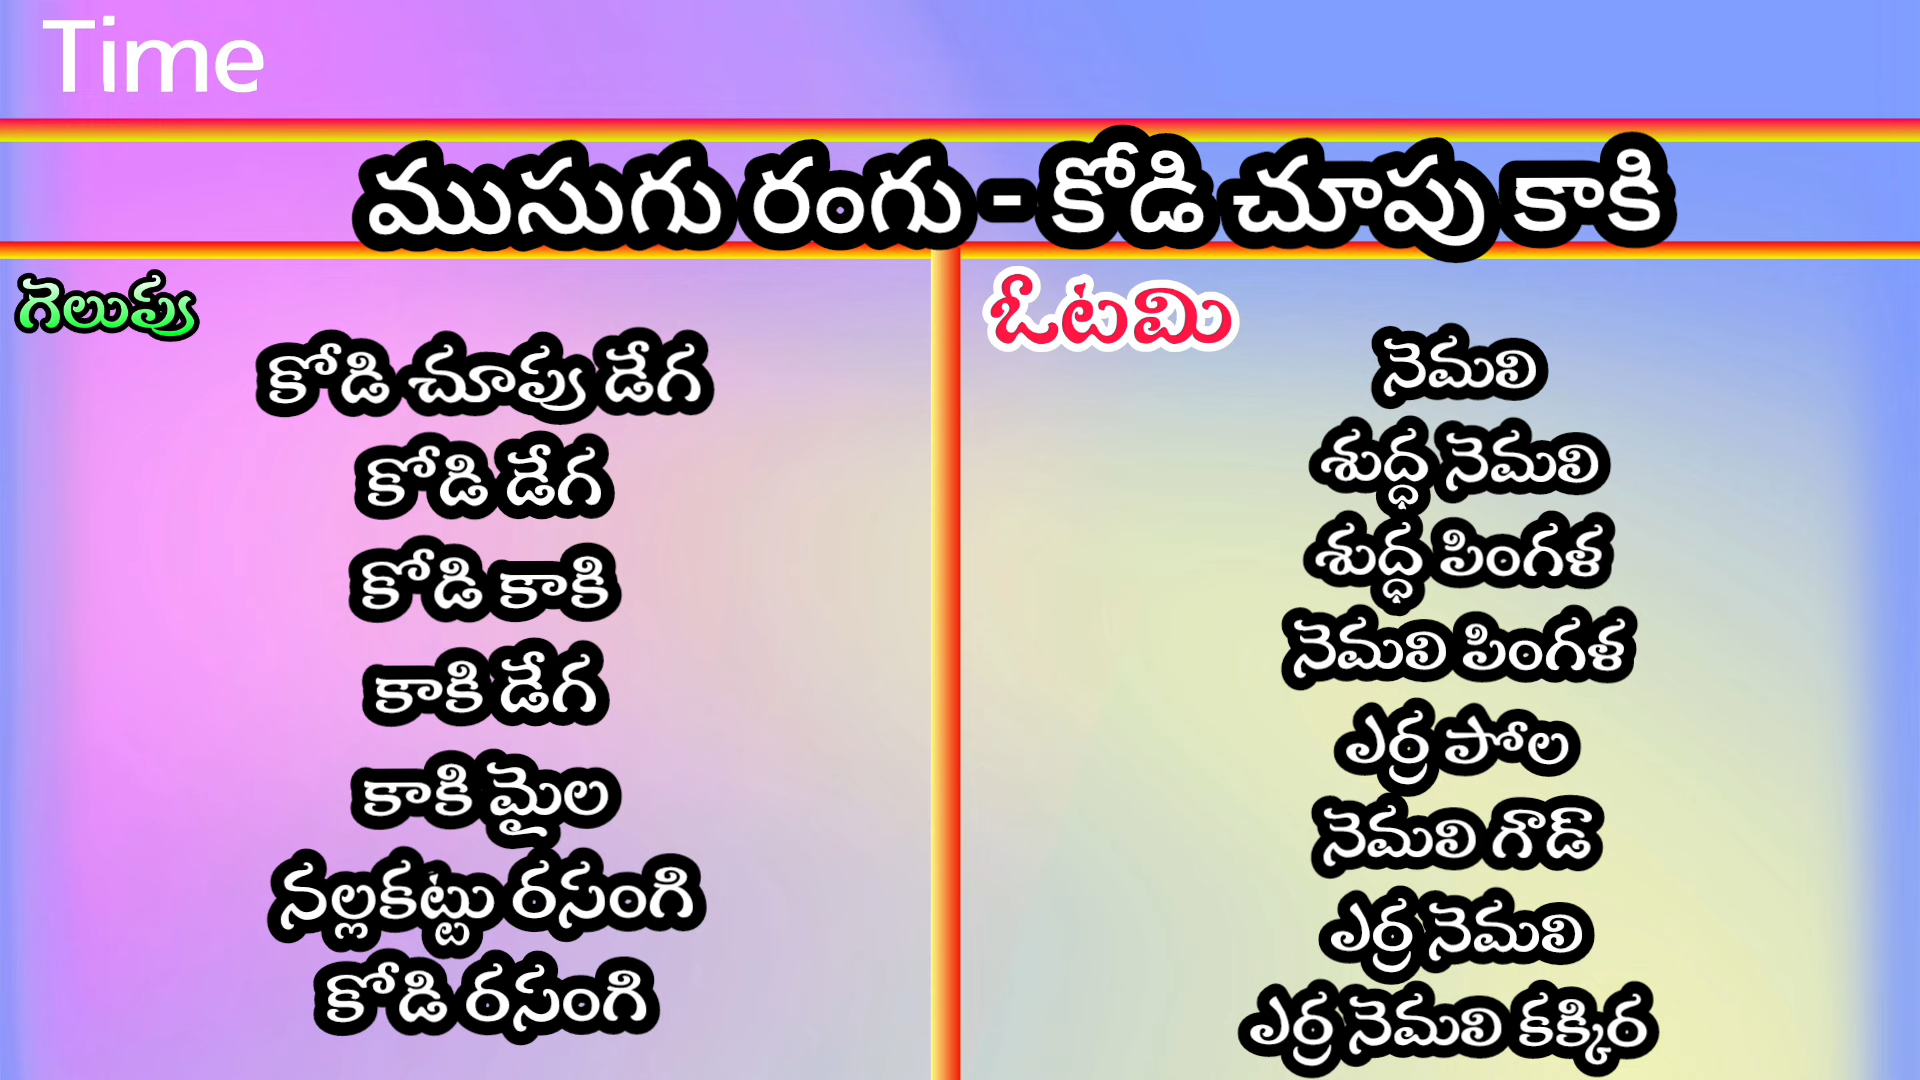 Time
ముసుగు రంగు - కోడి చూపు కాకి
గెలుపు
కోడి చూపు డేగ
కోడి డేగ
కోడి కాకి
కాకి డేగ
కాకి మైల
నల్లకట్టు రసంగి
కోడి రసంగి
ఓటమి
నెమలి
శుద్ధ నెమలి
శుద్ధ పింగళ
నెమలి పింగళ
ఎర్ర పోల
నెమలి గౌడ్
ఎర్ర నెమలి
ఎర్ర నెమలి కక్కిర